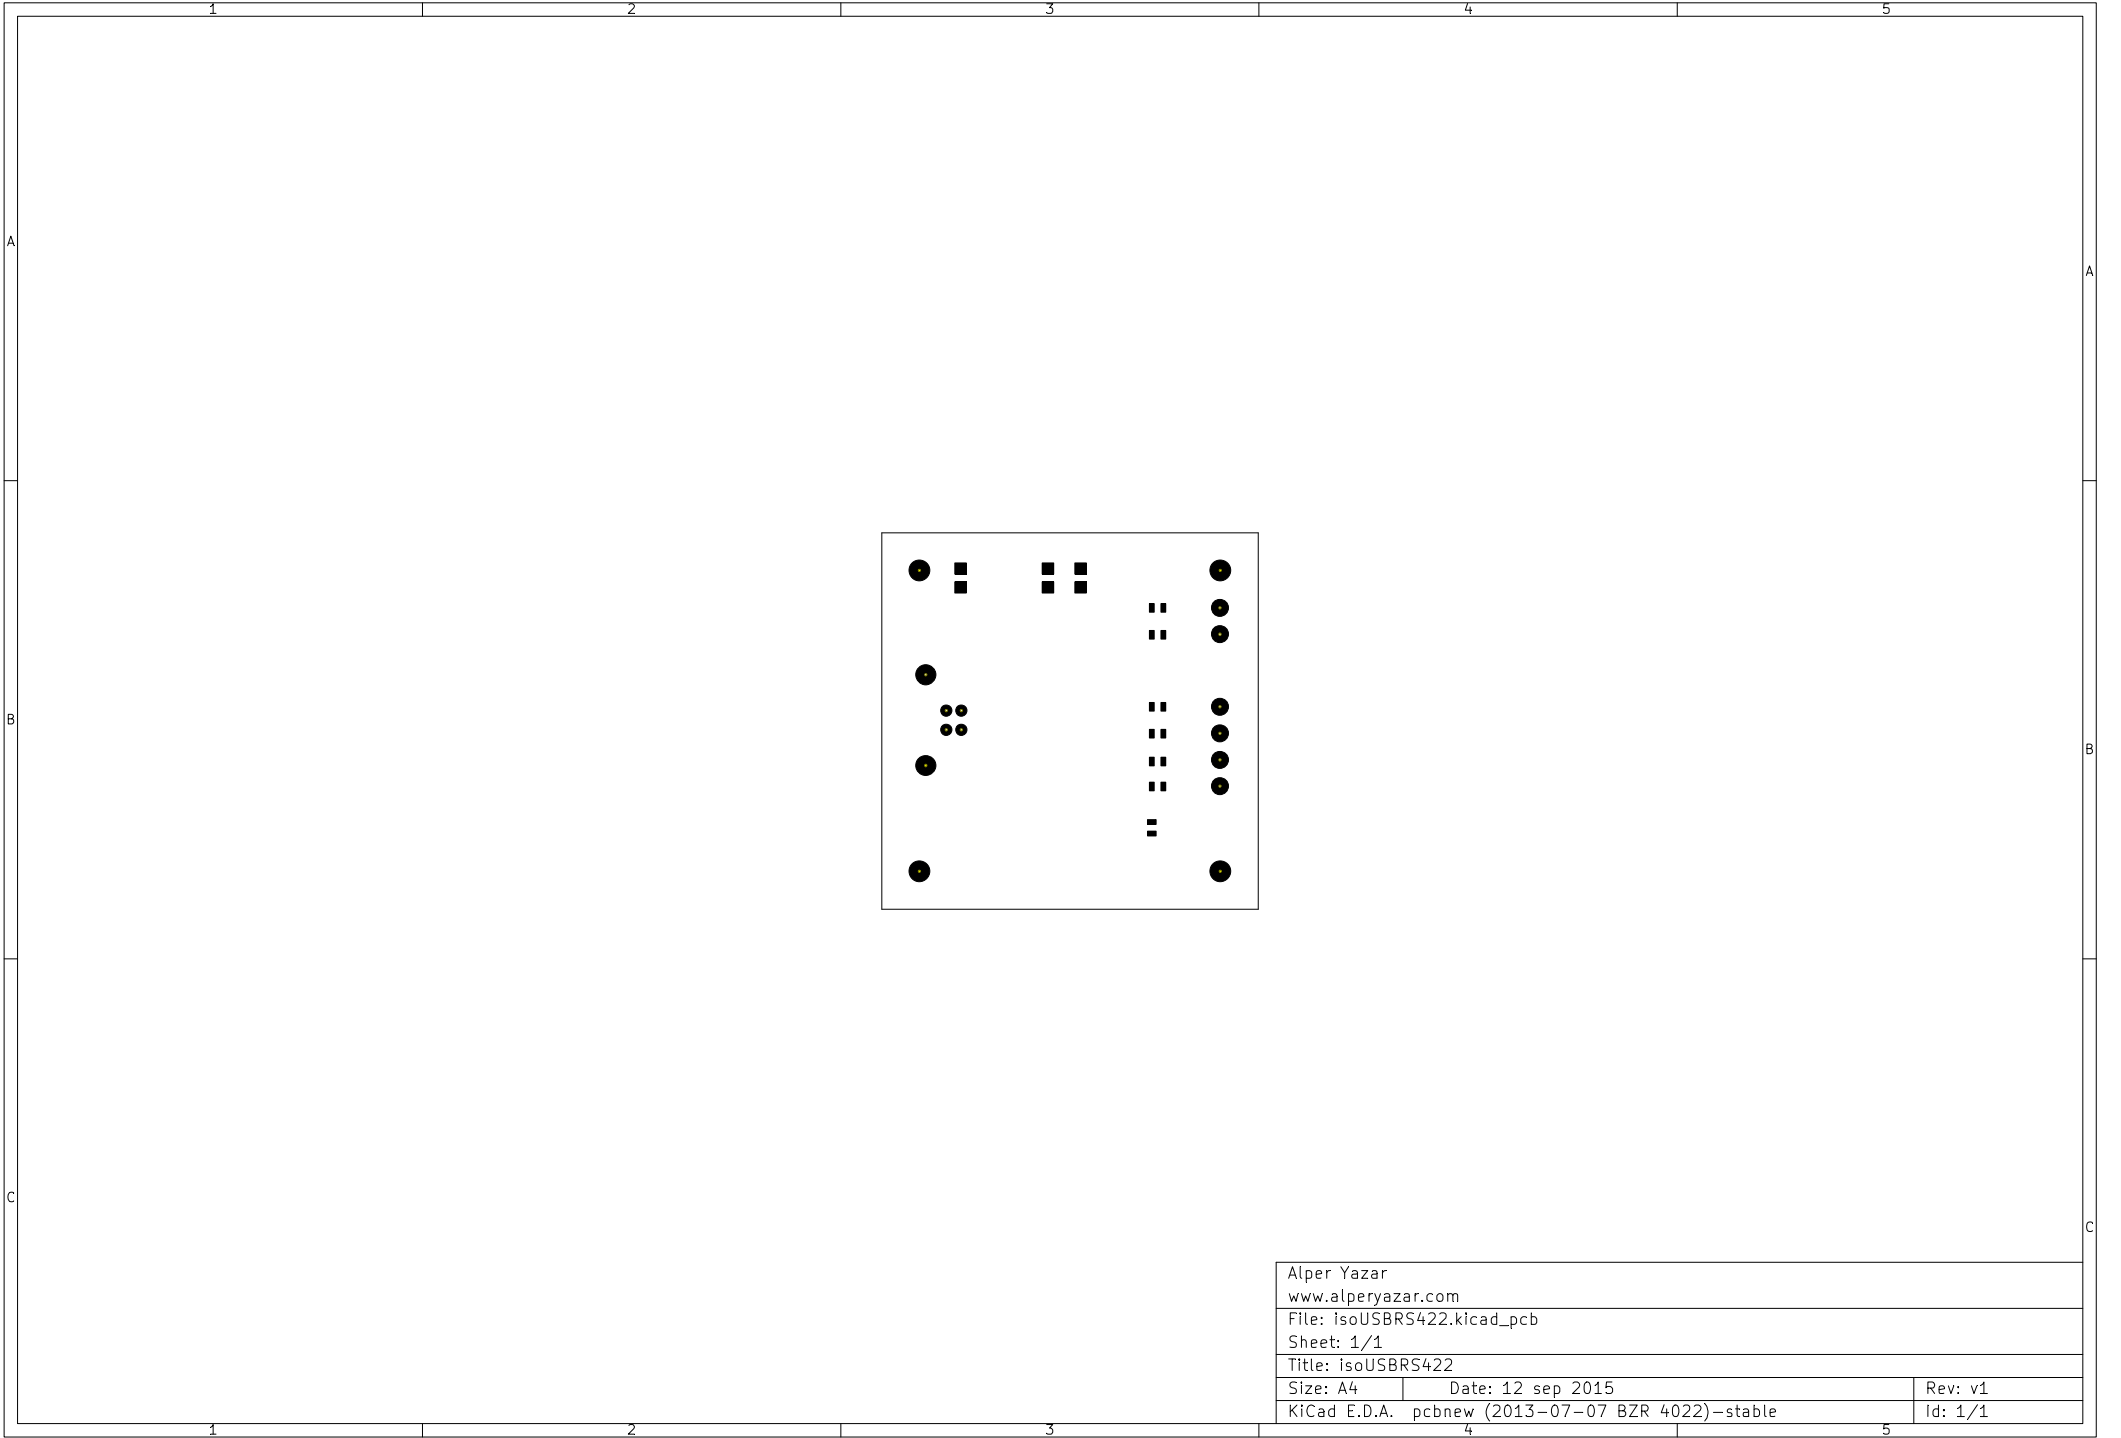 1 2 3 4 5
A A
B B
C C
Alper Yazar
www.alperyazar.com
File: isoUSBRS422.kicad_pcb
Sheet: 1/1
Title: isoUSBRS422
Size: A4 Date: 12 sep 2015 Rev: v1
KiCad E.D.A. pcbnew (2013-07-07 BZR 4022)-stable Id: 1/1
1 2 3 4 5